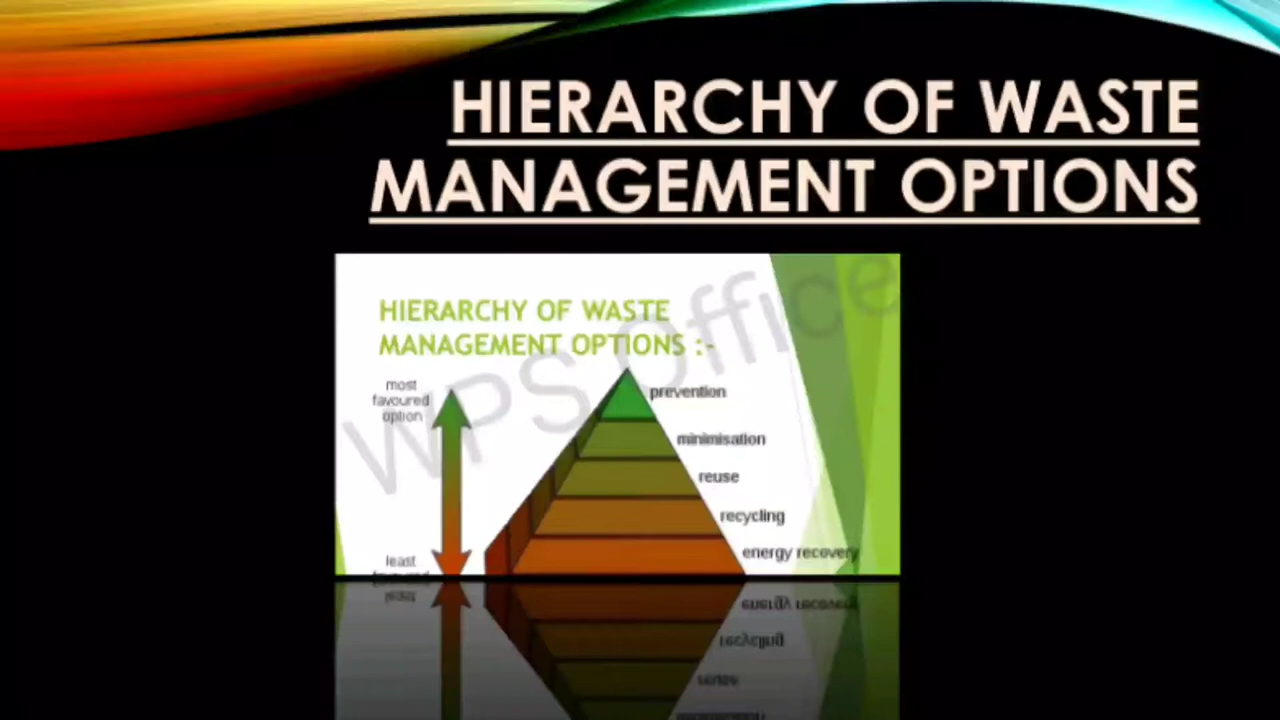 HIERARCHY OF WASTE
MANAGEMENT OPTIONS
WPS Office
HIERARCHY OF WASTE
MANAGEMENT OPTIONS :-
most
favoured
option
prevention
minimisation
reuse
recycling
energy recovery
least